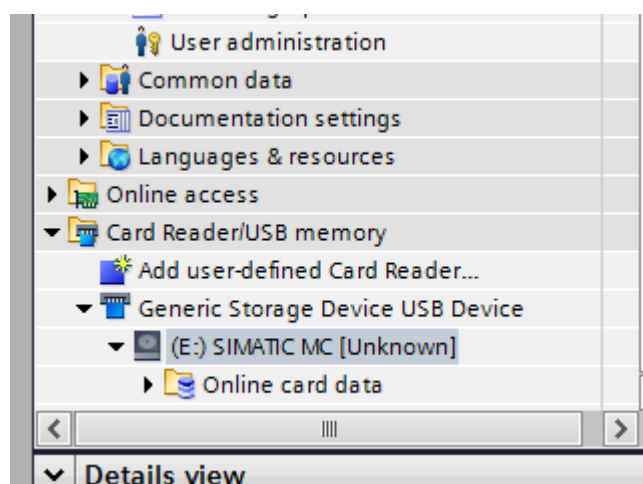 User administration
Common data
Documentation settings
Languages & resources
Online access
Card Reader/USB memory
Add user-defined Card Reader...
Generic Storage Device USB Device
(E:) SIMATIC MC [Unknown]
Online card data
Details view